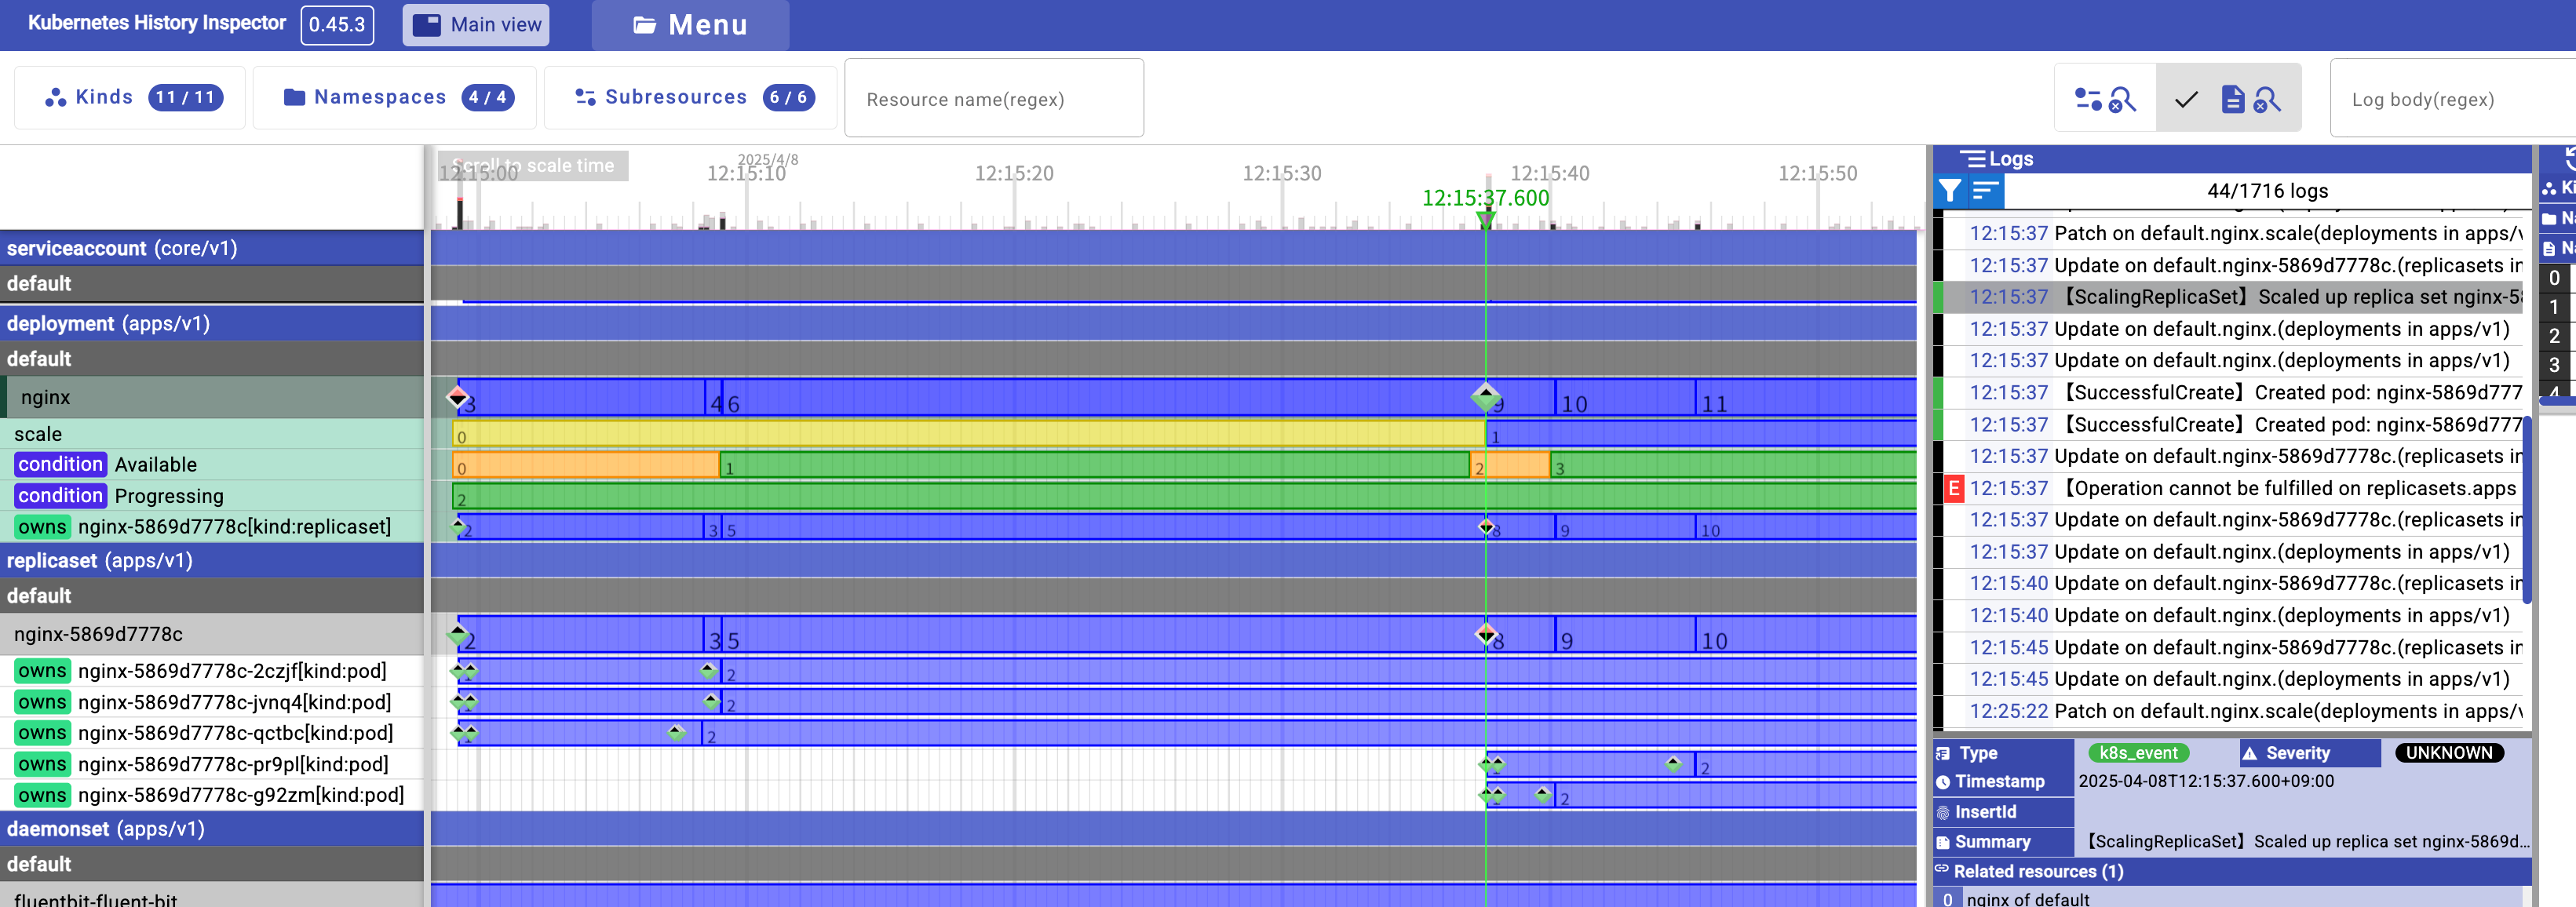 Kubernetes History Inspector 0.45.3 Main view Menu
Kinds 11 / 11 Namespaces 4 / 4 Subresources 6 / 6 Resource name(regex) Log body(regex)
Scroll to scale time
2025/4/8
12:15:00 12:15:10 12:15:20 12:15:30 12:15:40 12:15:50
12:15:37.600
serviceaccount (core/v1)
default
deployment (apps/v1)
default
nginx 3 4 6 9 10 11
scale 0 1
condition Available 0 1 2 3
condition Progressing 2
owns nginx-5869d7778c[kind:replicaset] 2 3 5 8 9 10
replicaset (apps/v1)
default
nginx-5869d7778c 2 3 5 8 9 10
owns nginx-5869d7778c-2czjf[kind:pod] 1 2
owns nginx-5869d7778c-jvnq4[kind:pod] 1 2
owns nginx-5869d7778c-qctbc[kind:pod] 1 2
owns nginx-5869d7778c-pr9pl[kind:pod] 1 2
owns nginx-5869d7778c-g92zm[kind:pod] 1 2
daemonset (apps/v1)
default
fluentbit-fluent-bit
Logs
44/1716 logs
12:15:37 Patch on default.nginx.scale(deployments in apps/v
12:15:37 Update on default.nginx-5869d7778c.(replicasets in
12:15:37 【ScalingReplicaSet】Scaled up replica set nginx-58
12:15:37 Update on default.nginx.(deployments in apps/v1)
12:15:37 Update on default.nginx.(deployments in apps/v1)
12:15:37 【SuccessfulCreate】Created pod: nginx-5869d777
12:15:37 【SuccessfulCreate】Created pod: nginx-5869d777
12:15:37 Update on default.nginx-5869d7778c.(replicasets in
E 12:15:37 【Operation cannot be fulfilled on replicasets.apps
12:15:37 Update on default.nginx-5869d7778c.(replicasets in
12:15:37 Update on default.nginx.(deployments in apps/v1)
12:15:40 Update on default.nginx-5869d7778c.(replicasets in
12:15:40 Update on default.nginx.(deployments in apps/v1)
12:15:45 Update on default.nginx-5869d7778c.(replicasets in
12:15:45 Update on default.nginx.(deployments in apps/v1)
12:25:22 Patch on default.nginx.scale(deployments in apps/v
Type k8s_event Severity UNKNOWN
Timestamp 2025-04-08T12:15:37.600+09:00
InsertId
Summary 【ScalingReplicaSet】Scaled up replica set nginx-5869d...
Related resources (1)
0 nginx of default
Ki
Na
Na
0
1
2
3
4